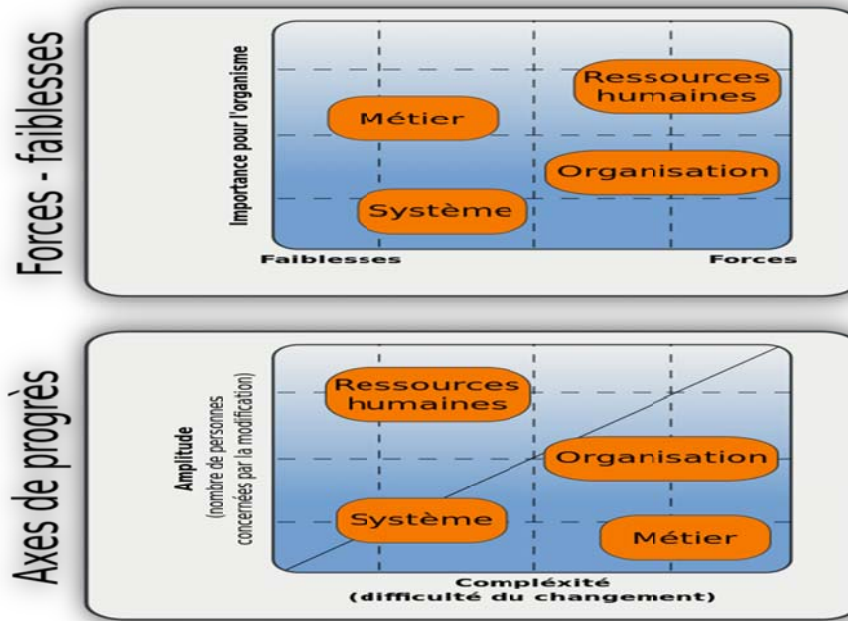 Forces - faiblesses
Importance pour l'organisme
Ressources
humaines
Métier
Organisation
Système
Faiblesses
Forces
Axes de progrès
Amplitude
(nombre de personnes
concernées par la modification)
Ressources
humaines
Organisation
Système
Métier
Compléxité
(difficulté du changement)